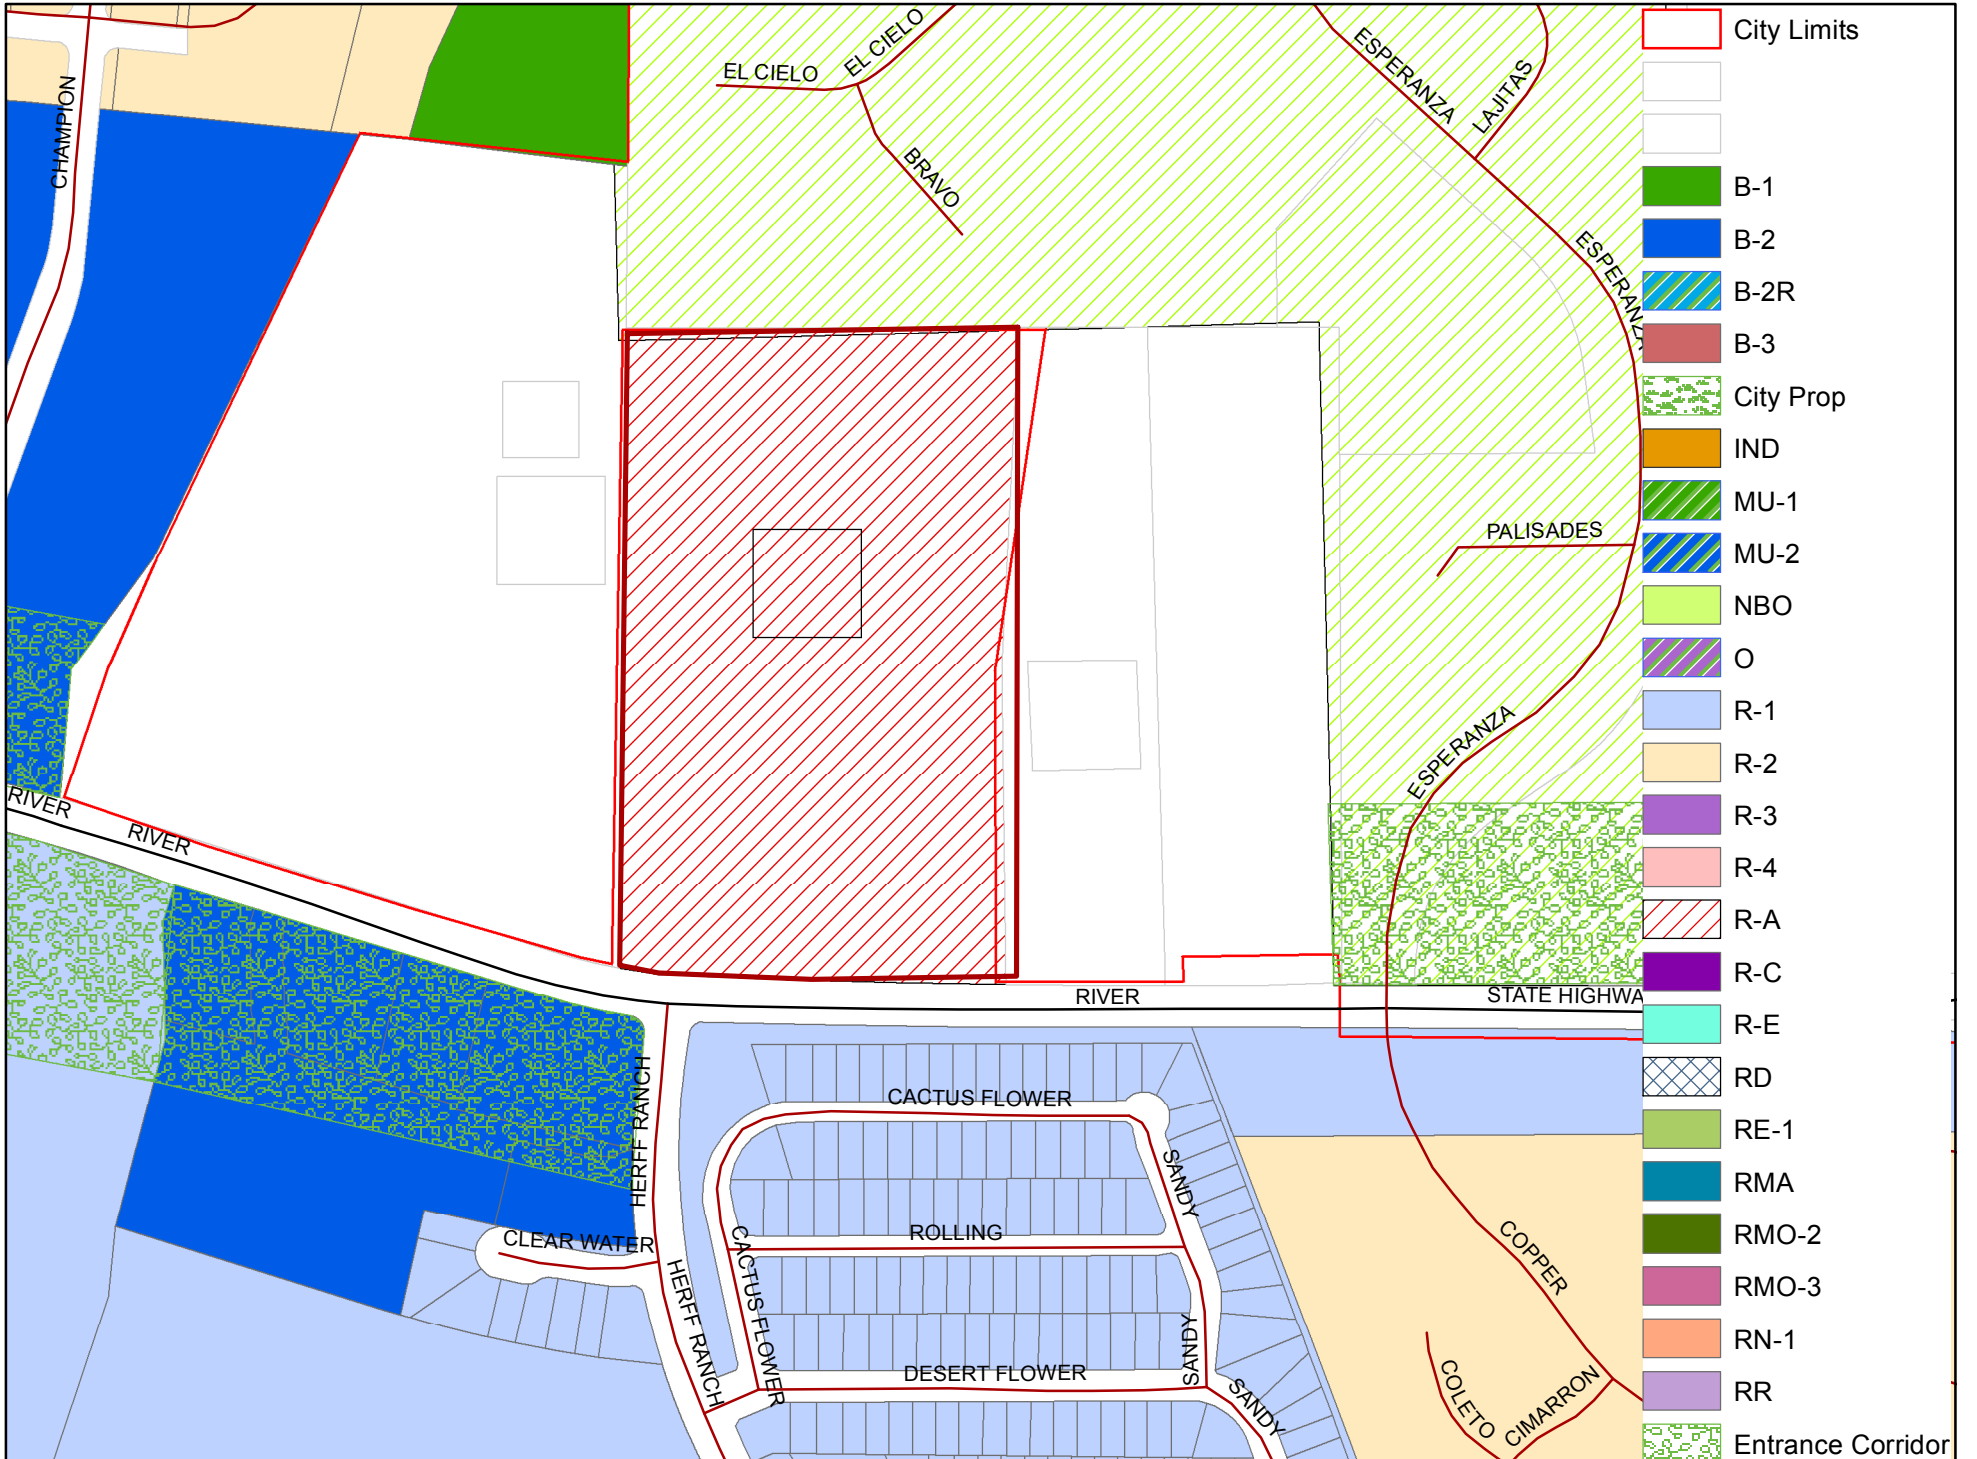 EL CIELO
EL CIELO
BRAVO
ESPERANZA
LAJITAS
CHAMPION
ESPERANZA
PALISADES
ESPERANZA
RIVER
RIVER
RIVER
STATE HIGHWA
HERFF RANCH
CACTUS FLOWER
SANDY
ROLLING
CLEAR WATER
CACTUS FLOWER
HERFF RANCH
SANDY
DESERT FLOWER
SANDY
COPPER
COLETO
CIMARRON
City Limits
B-1
B-2
B-2R
B-3
City Prop
IND
MU-1
MU-2
NBO
O
R-1
R-2
R-3
R-4
R-A
R-C
R-E
RD
RE-1
RMA
RMO-2
RMO-3
RN-1
RR
Entrance Corridor